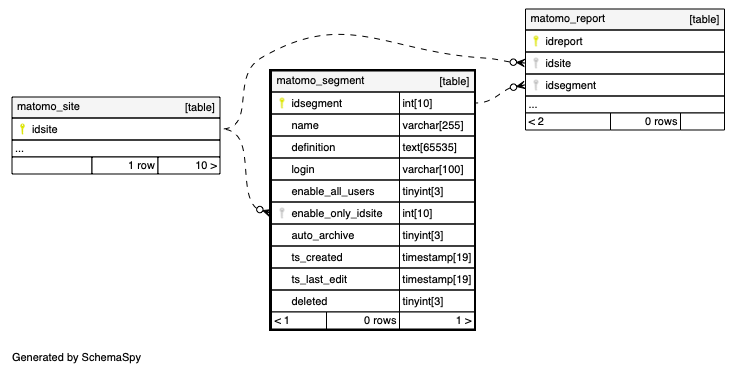 matomo_report [table]
idreport
idsite
idsegment
...
< 2 0 rows
matomo_segment [table]
idsegment int[10]
name varchar[255]
definition text[65535]
login varchar[100]
enable_all_users tinyint[3]
enable_only_idsite int[10]
auto_archive tinyint[3]
ts_created timestamp[19]
ts_last_edit timestamp[19]
deleted tinyint[3]
< 1 0 rows 1 >
matomo_site [table]
idsite
...
1 row 10 >
Generated by SchemaSpy